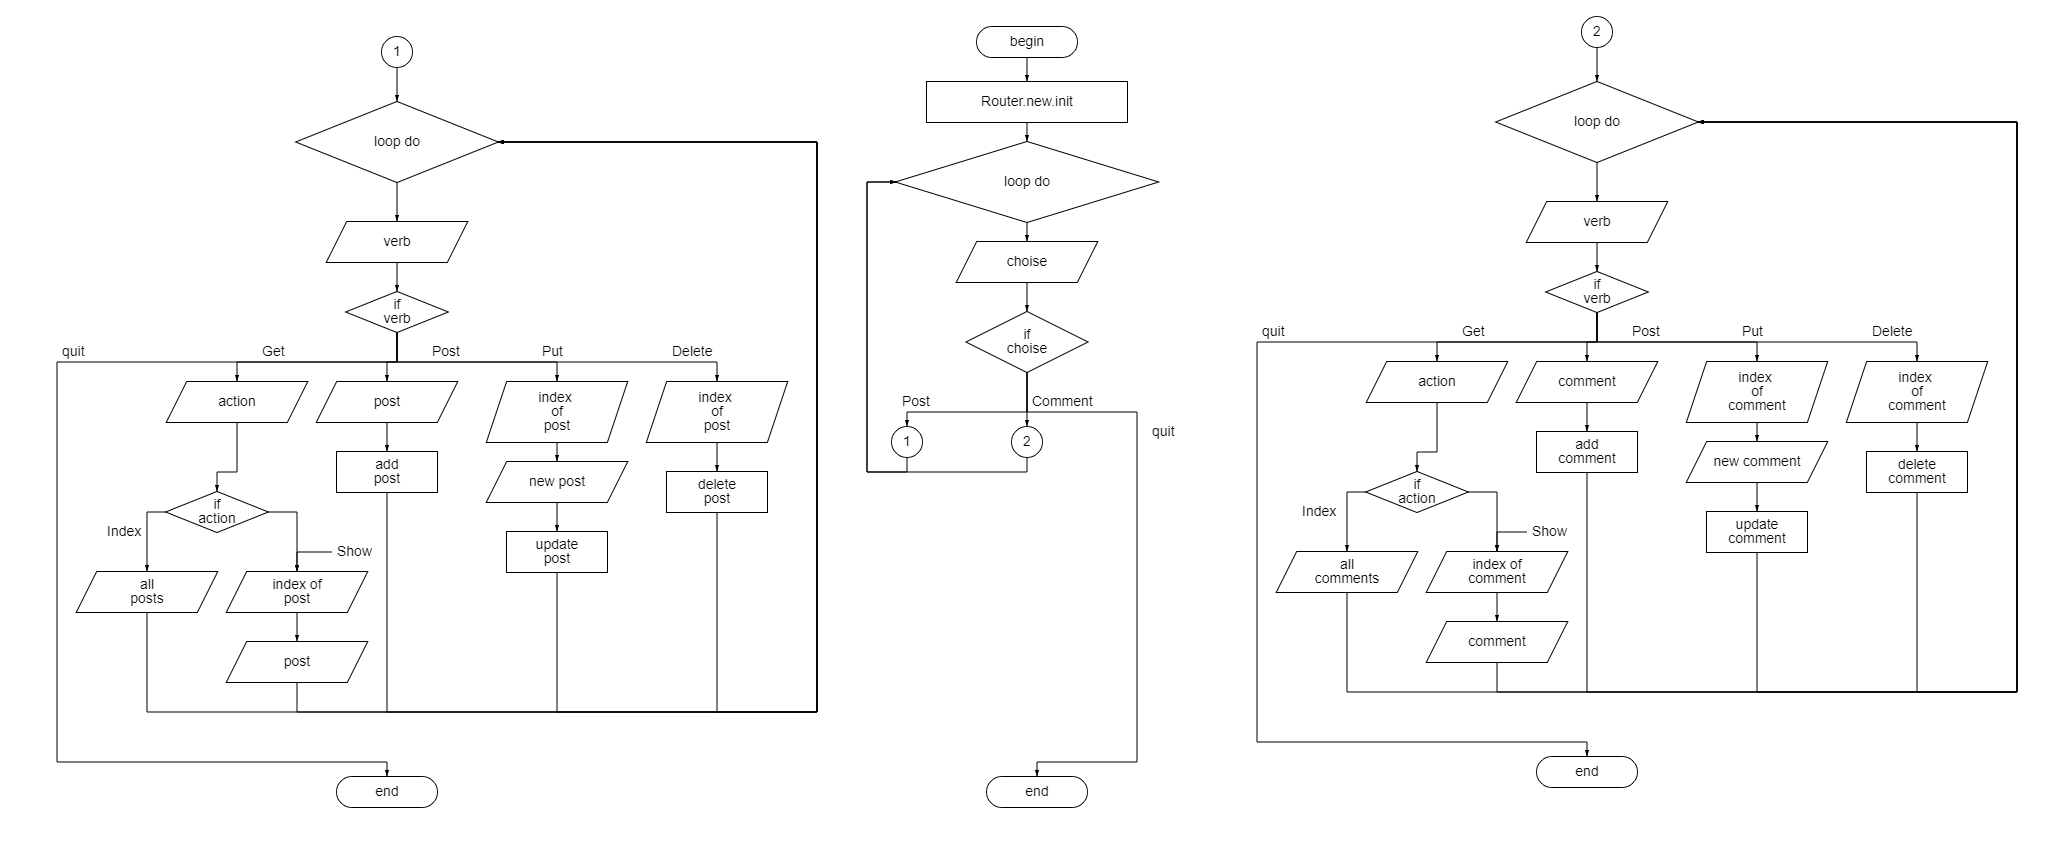 1
loop do
verb
if
verb
quit
Get
Post
Put
Delete
action
post
index
of
post
index
of
post
add
post
new post
delete
post
if
action
Index
Show
update
post
all
posts
index of
post
post
end
begin
Router.new.init
loop do
choise
if
choise
Post
Comment
quit
1
2
end
2
loop do
verb
if
verb
quit
Get
Post
Put
Delete
action
comment
index
of
comment
index
of
comment
add
comment
new comment
delete
comment
if
action
Index
Show
update
comment
all
comments
index of
comment
comment
end